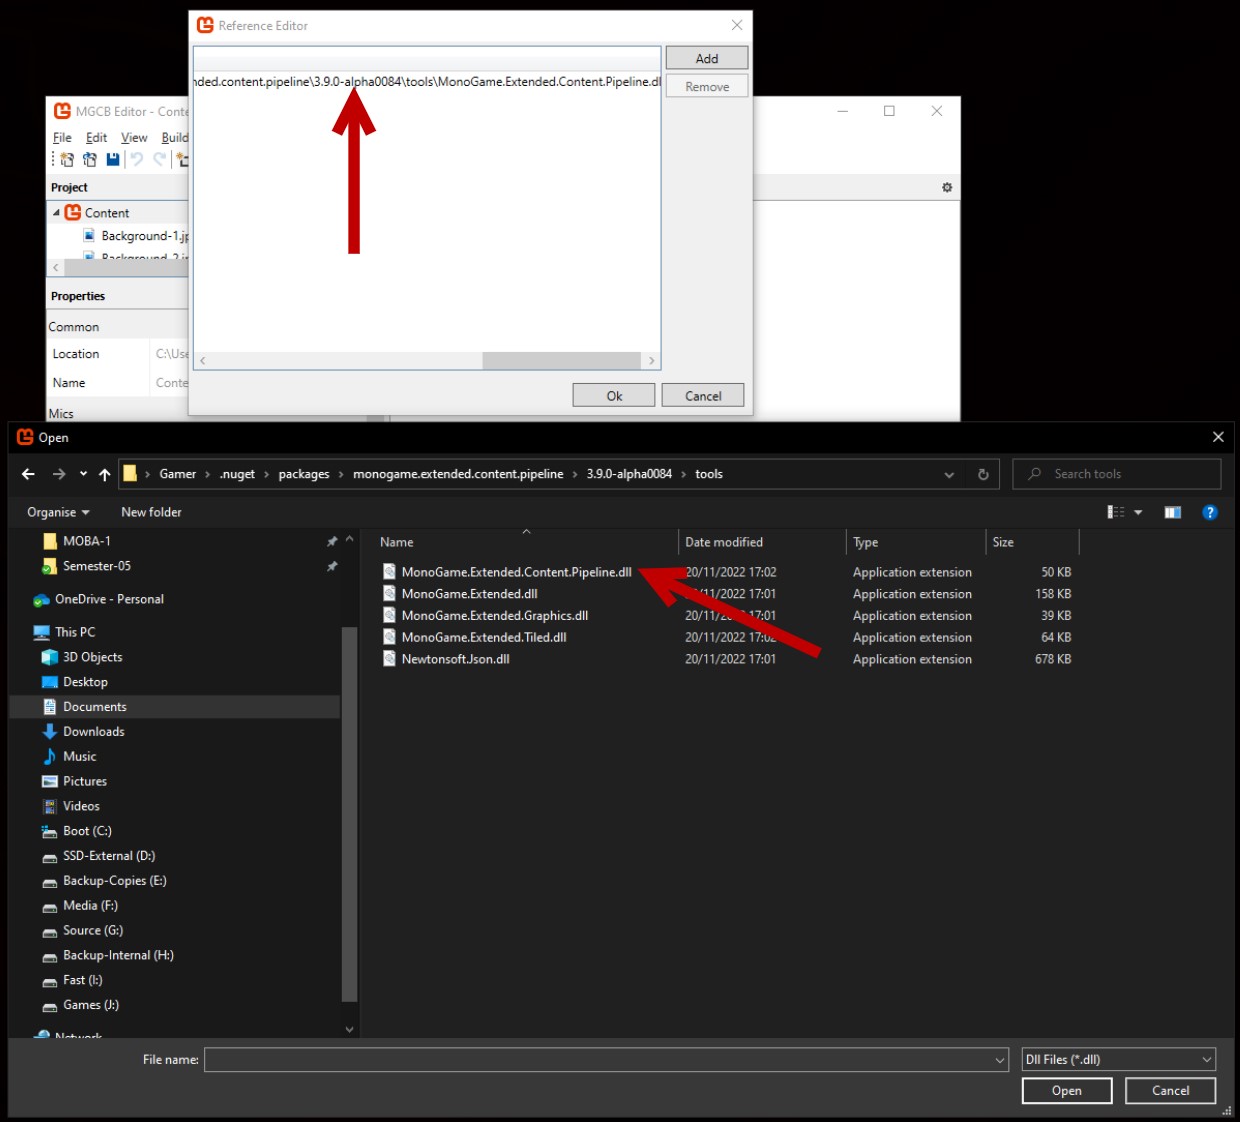 Reference Editor
Add
nded.content.pipeline\3.9.0-alpha0084\tools\MonoGame.Extended.Content.Pipeline.dl
Remove
MGCB Editor - Conte
File Edit View Build
Project
Content
Background-1.jp
Background-2.jp
Properties
Common
Location C:\Use
Name Conte
Ok Cancel
Mics
Open
Gamer › .nuget › packages › monogame.extended.content.pipeline › 3.9.0-alpha0084 › tools
Search tools
Organise New folder
MOBA-1
Semester-05
OneDrive - Personal
This PC
3D Objects
Desktop
Documents
Downloads
Music
Pictures
Videos
Boot (C:)
SSD-External (D:)
Backup-Copies (E:)
Media (F:)
Source (G:)
Backup-Internal (H:)
Fast (I:)
Games (J:)
Network
Name Date modified Type Size
MonoGame.Extended.Content.Pipeline.dll 20/11/2022 17:02 Application extension 50 KB
MonoGame.Extended.dll 20/11/2022 17:01 Application extension 158 KB
MonoGame.Extended.Graphics.dll 20/11/2022 17:01 Application extension 39 KB
MonoGame.Extended.Tiled.dll 20/11/2022 17:02 Application extension 64 KB
Newtonsoft.Json.dll 20/11/2022 17:01 Application extension 678 KB
File name:
Dll Files (*.dll)
Open Cancel